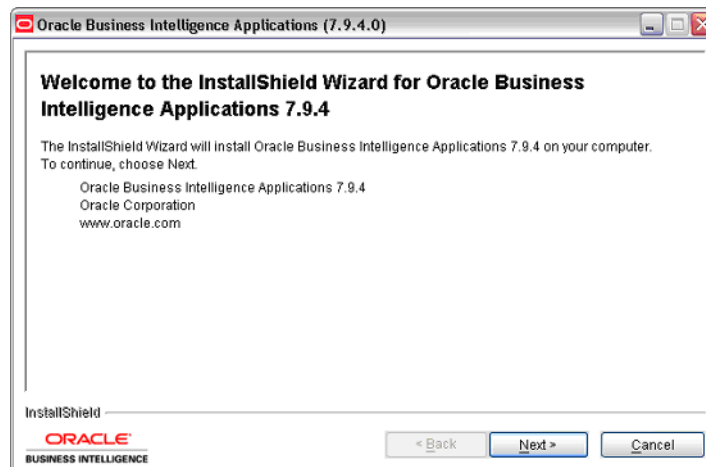 Oracle Business Intelligence Applications (7.9.4.0)
Welcome to the InstallShield Wizard for Oracle Business
Intelligence Applications 7.9.4
The InstallShield Wizard will install Oracle Business Intelligence Applications 7.9.4 on your computer.
To continue, choose Next.
Oracle Business Intelligence Applications 7.9.4
Oracle Corporation
www.oracle.com
InstallShield
ORACLE
BUSINESS INTELLIGENCE
< Back
Next >
Cancel